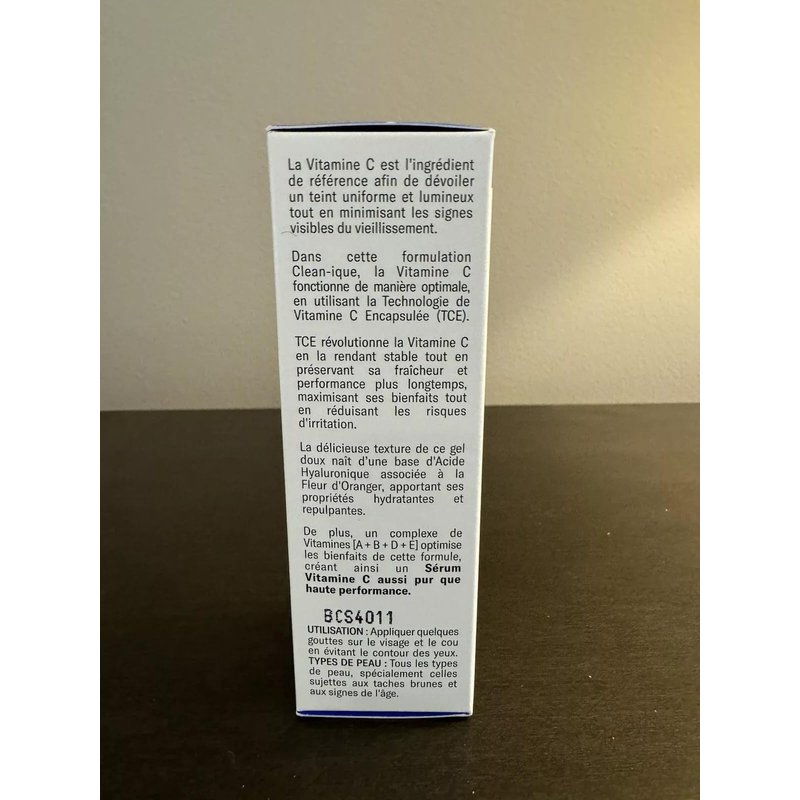 La Vitamine C est l'ingrédient
de référence afin de dévoiler
un teint uniforme et lumineux
tout en minimisant les signes
visibles du vieillissement.
Dans cette formulation
Clean-ique, la Vitamine C
fonctionne de manière optimale,
en utilisant la Technologie de
Vitamine C Encapsulée (TCE).
TCE révolutionne la Vitamine C
en la rendant stable tout en
préservant sa fraîcheur et
performance plus longtemps,
maximisant ses bienfaits tout
en réduisant les risques
d'irritation.
La délicieuse texture de ce gel
doux naît d'une base d'Acide
Hyaluronique associée à la
Fleur d'Oranger, apportant ses
propriétés hydratantes et
repulpantes.
De plus, un complexe de
Vitamines [A + B + D + E] optimise
les bienfaits de cette formule,
créant ainsi un Sérum
Vitamine C aussi pur que
haute performance.
BCS4011
UTILISATION : Appliquer quelques
gouttes sur le visage et le cou
en évitant le contour des yeux.
TYPES DE PEAU : Tous les types
de peau, spécialement celles
sujettes aux taches brunes et
aux signes de l'âge.